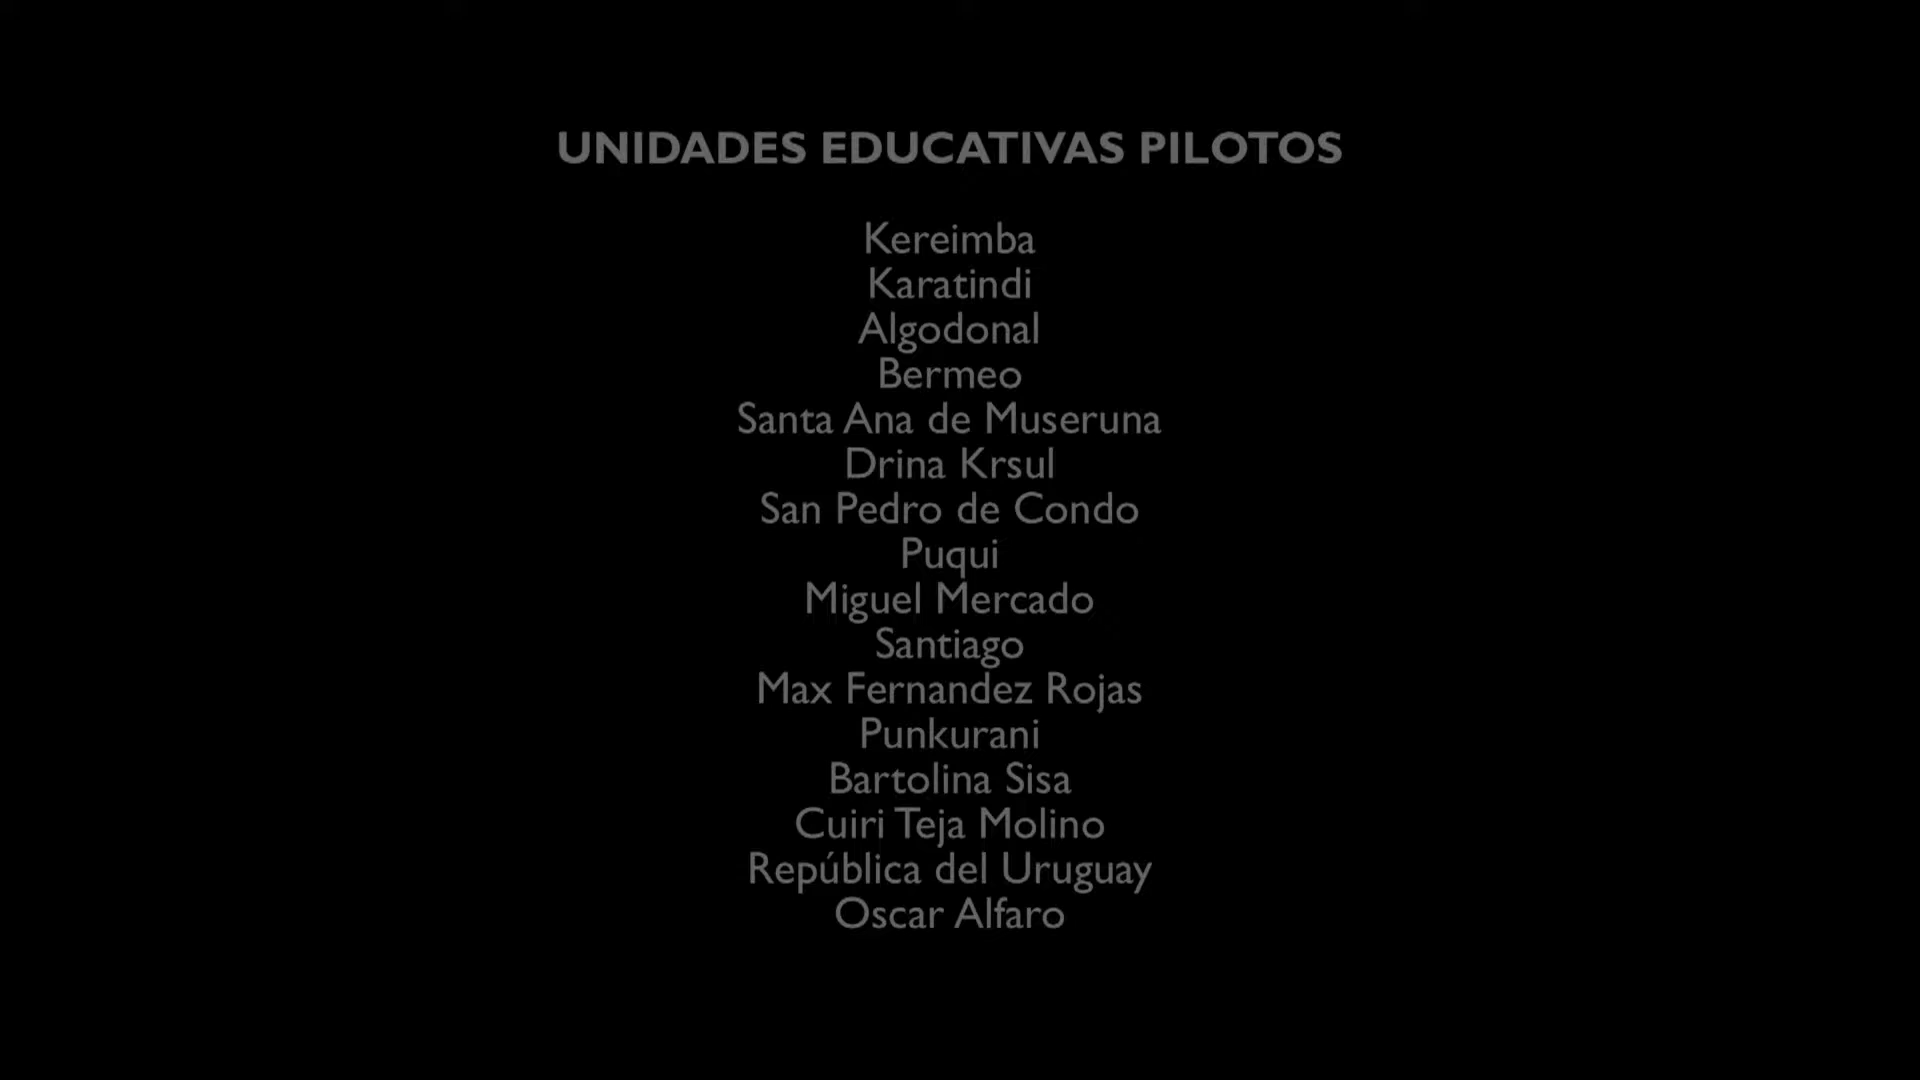 UNIDADES EDUCATIVAS PILOTOS
Kereimba
Karatindi
Algodonal
Bermeo
Santa Ana de Museruna
Drina Krsul
San Pedro de Condo
Puqui
Miguel Mercado
Santiago
Max Fernandez Rojas
Punkurani
Bartolina Sisa
Cuiri Teja Molino
República del Uruguay
Oscar Alfaro